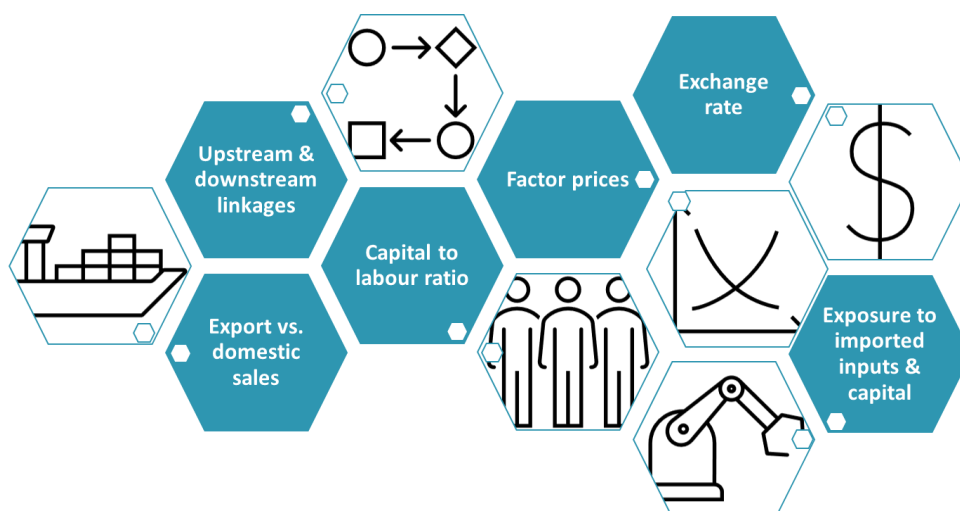 Upstream &
downstream
linkages
Export vs.
domestic
sales
Capital to
labour ratio
Factor prices
Exchange
rate
Exposure to
imported
inputs &
capital